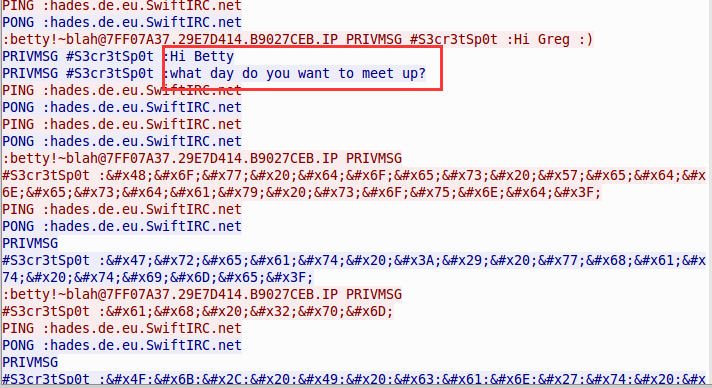 PING :hades.de.eu.SwiftIRC.net
PONG :hades.de.eu.SwiftIRC.net
:betty!~blah@7FF07A37.29E7D414.B9027CEB.IP PRIVMSG #S3cr3tSp0t :Hi Greg :)
PRIVMSG #S3cr3tSp0t :Hi Betty
PRIVMSG #S3cr3tSp0t :what day do you want to meet up?
PING :hades.de.eu.SwiftIRC.net
PONG :hades.de.eu.SwiftIRC.net
PING :hades.de.eu.SwiftIRC.net
PONG :hades.de.eu.SwiftIRC.net
:betty!~blah@7FF07A37.29E7D414.B9027CEB.IP PRIVMSG
#S3cr3tSp0t :&#x48;&#x6F;&#x77;&#x20;&#x64;&#x6F;&#x65;&#x73;&#x20;&#x57;&#x65;&#x64;&#x
6E;&#x65;&#x73;&#x64;&#x61;&#x79;&#x20;&#x73;&#x6F;&#x75;&#x6E;&#x64;&#x3F;
PING :hades.de.eu.SwiftIRC.net
PONG :hades.de.eu.SwiftIRC.net
PRIVMSG
#S3cr3tSp0t :&#x47;&#x72;&#x65;&#x61;&#x74;&#x20;&#x3A;&#x29;&#x20;&#x77;&#x68;&#x61;&#x
74;&#x20;&#x74;&#x69;&#x6D;&#x65;&#x3F;
:betty!~blah@7FF07A37.29E7D414.B9027CEB.IP PRIVMSG
#S3cr3tSp0t :&#x61;&#x68;&#x20;&#x32;&#x70;&#x6D;
PING :hades.de.eu.SwiftIRC.net
PONG :hades.de.eu.SwiftIRC.net
PRIVMSG
#S3cr3tSp0t :&#x4F;&#x6B;&#x2C;&#x20;&#x49;&#x20;&#x63;&#x61;&#x6E;&#x27;&#x74;&#x20;&#x